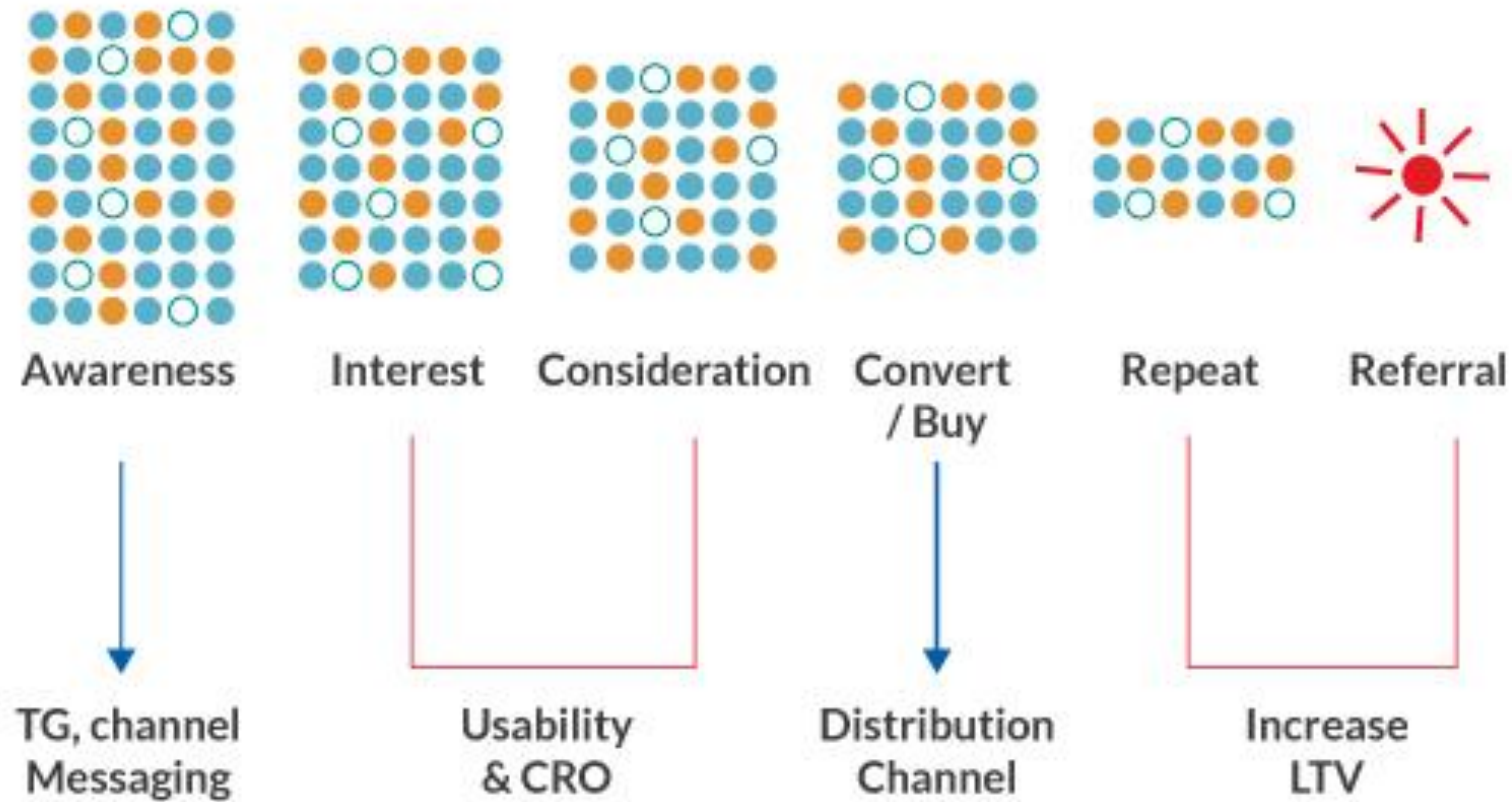 Awareness
Interest
Consideration
Convert
/ Buy
Repeat
Referral
TG, channel
Messaging
Usability
& CRO
Distribution
Channel
Increase
LTV